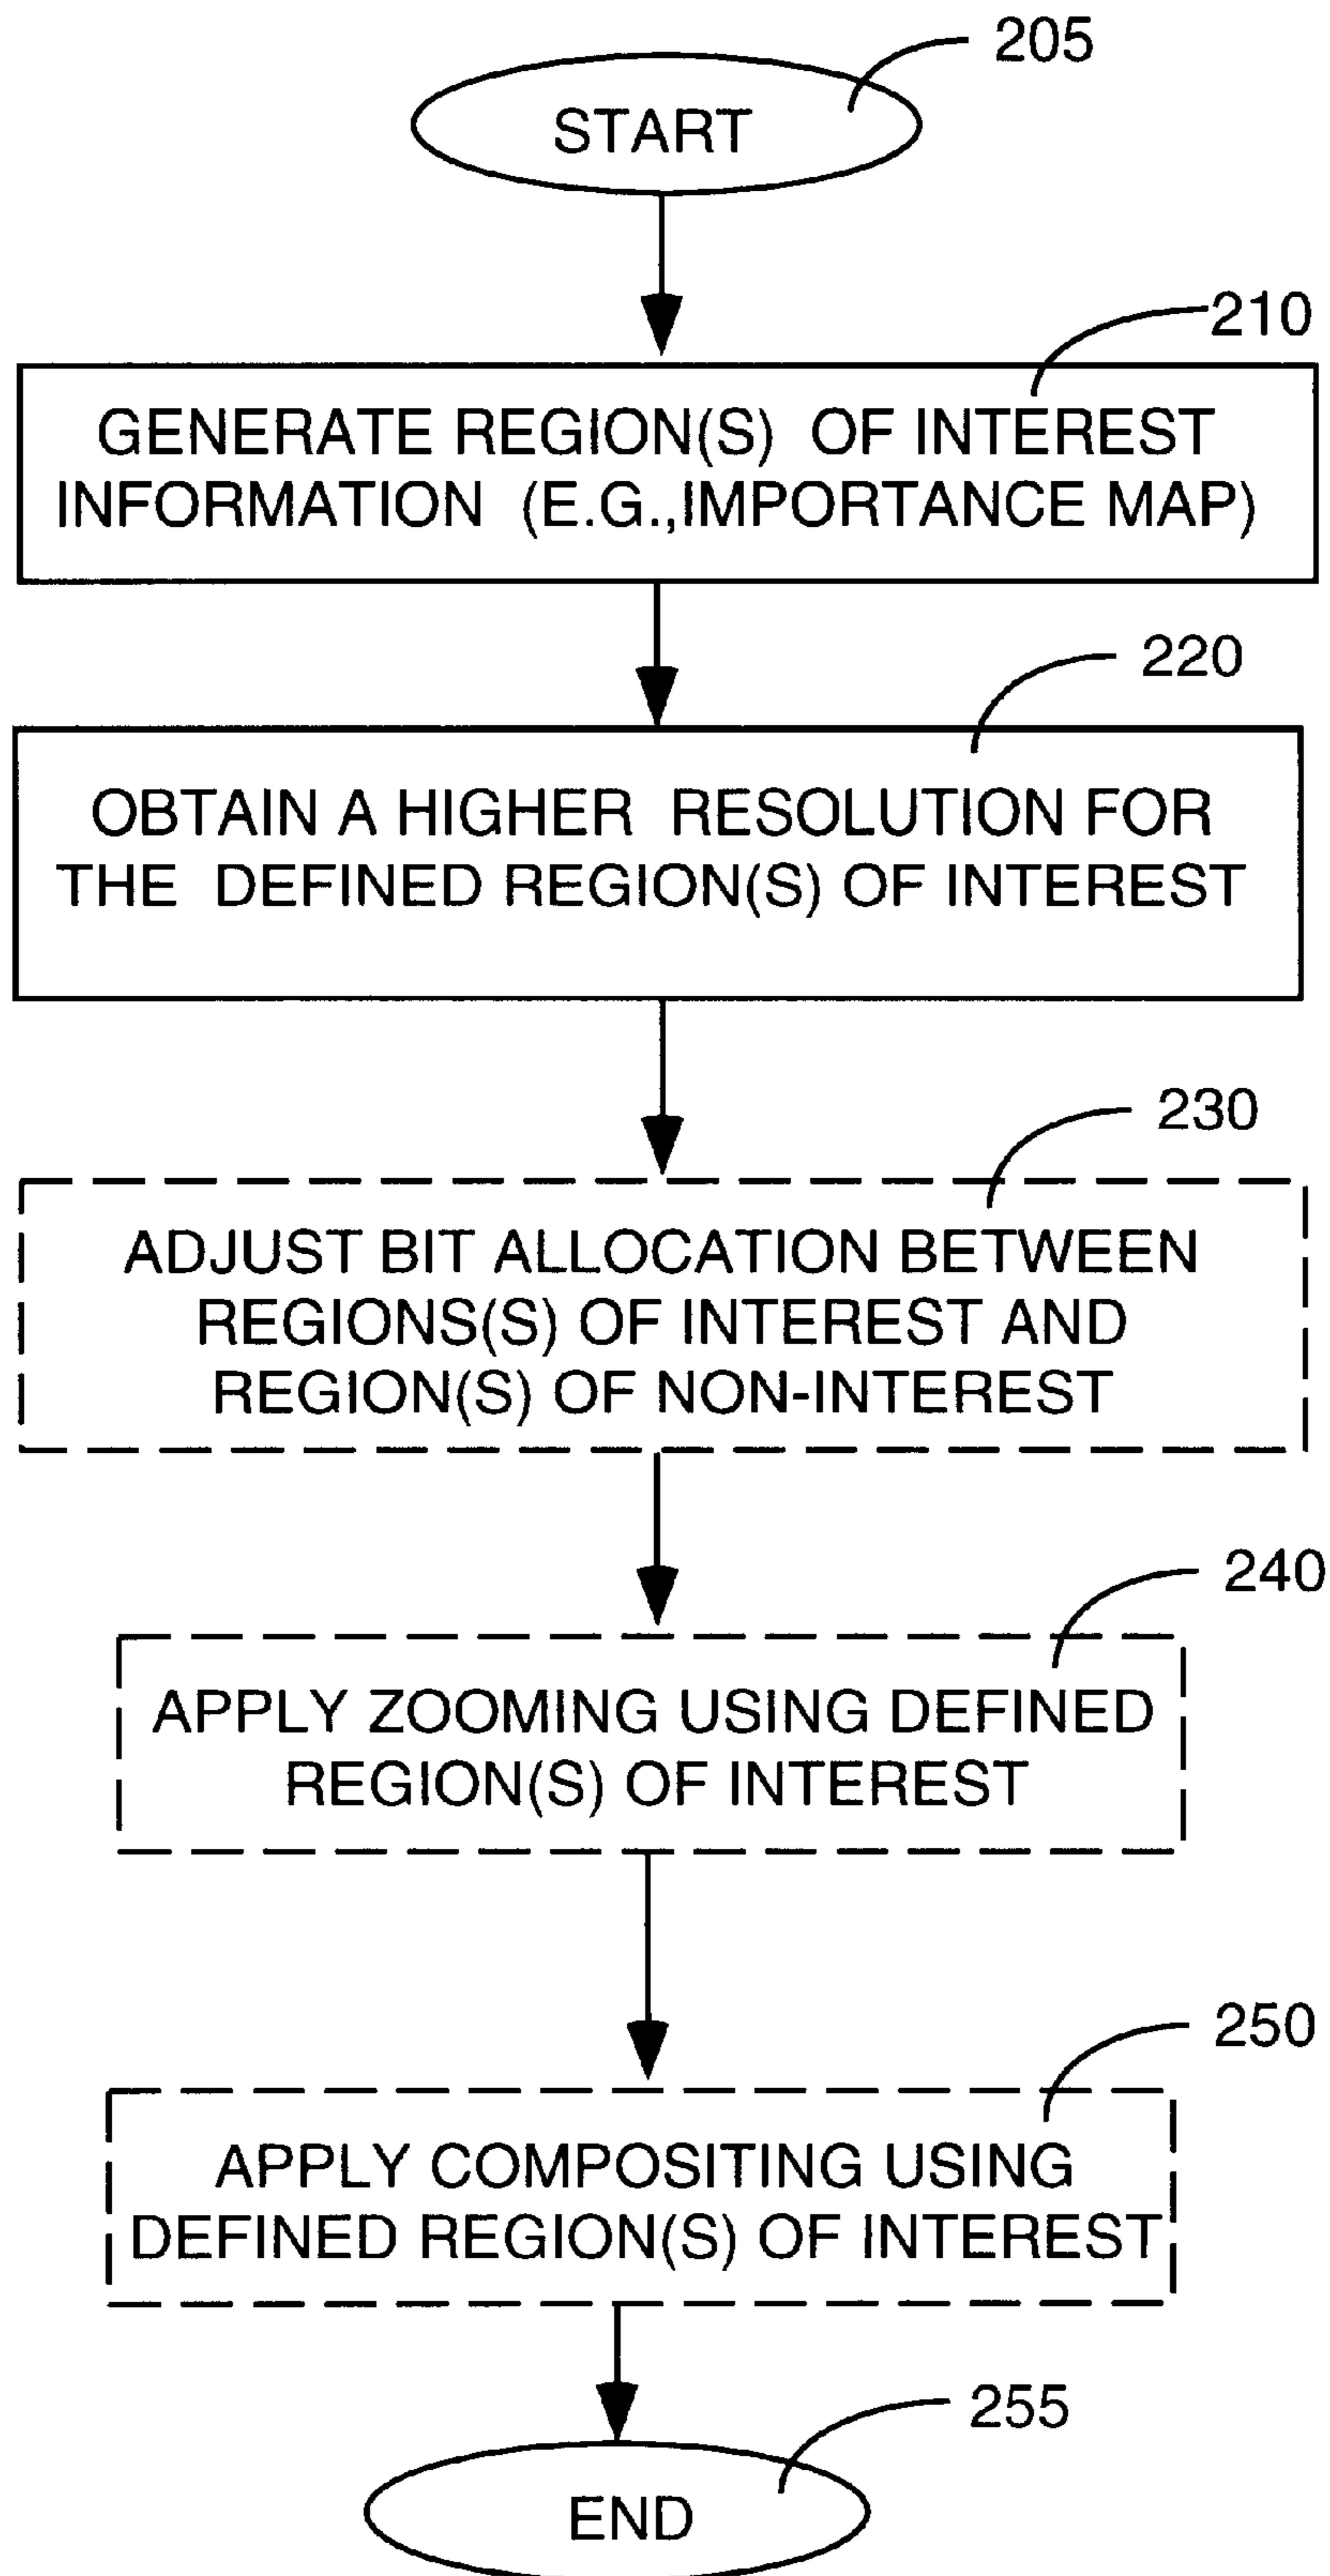 205
START
210
GENERATE REGION(S) OF INTEREST
INFORMATION (E.G.,IMPORTANCE MAP)
220
OBTAIN A HIGHER RESOLUTION FOR
THE DEFINED REGION(S) OF INTEREST
230
ADJUST BIT ALLOCATION BETWEEN
REGIONS(S) OF INTEREST AND
REGION(S) OF NON-INTEREST
240
APPLY ZOOMING USING DEFINED
REGION(S) OF INTEREST
250
APPLY COMPOSITING USING
DEFINED REGION(S) OF INTEREST
255
END